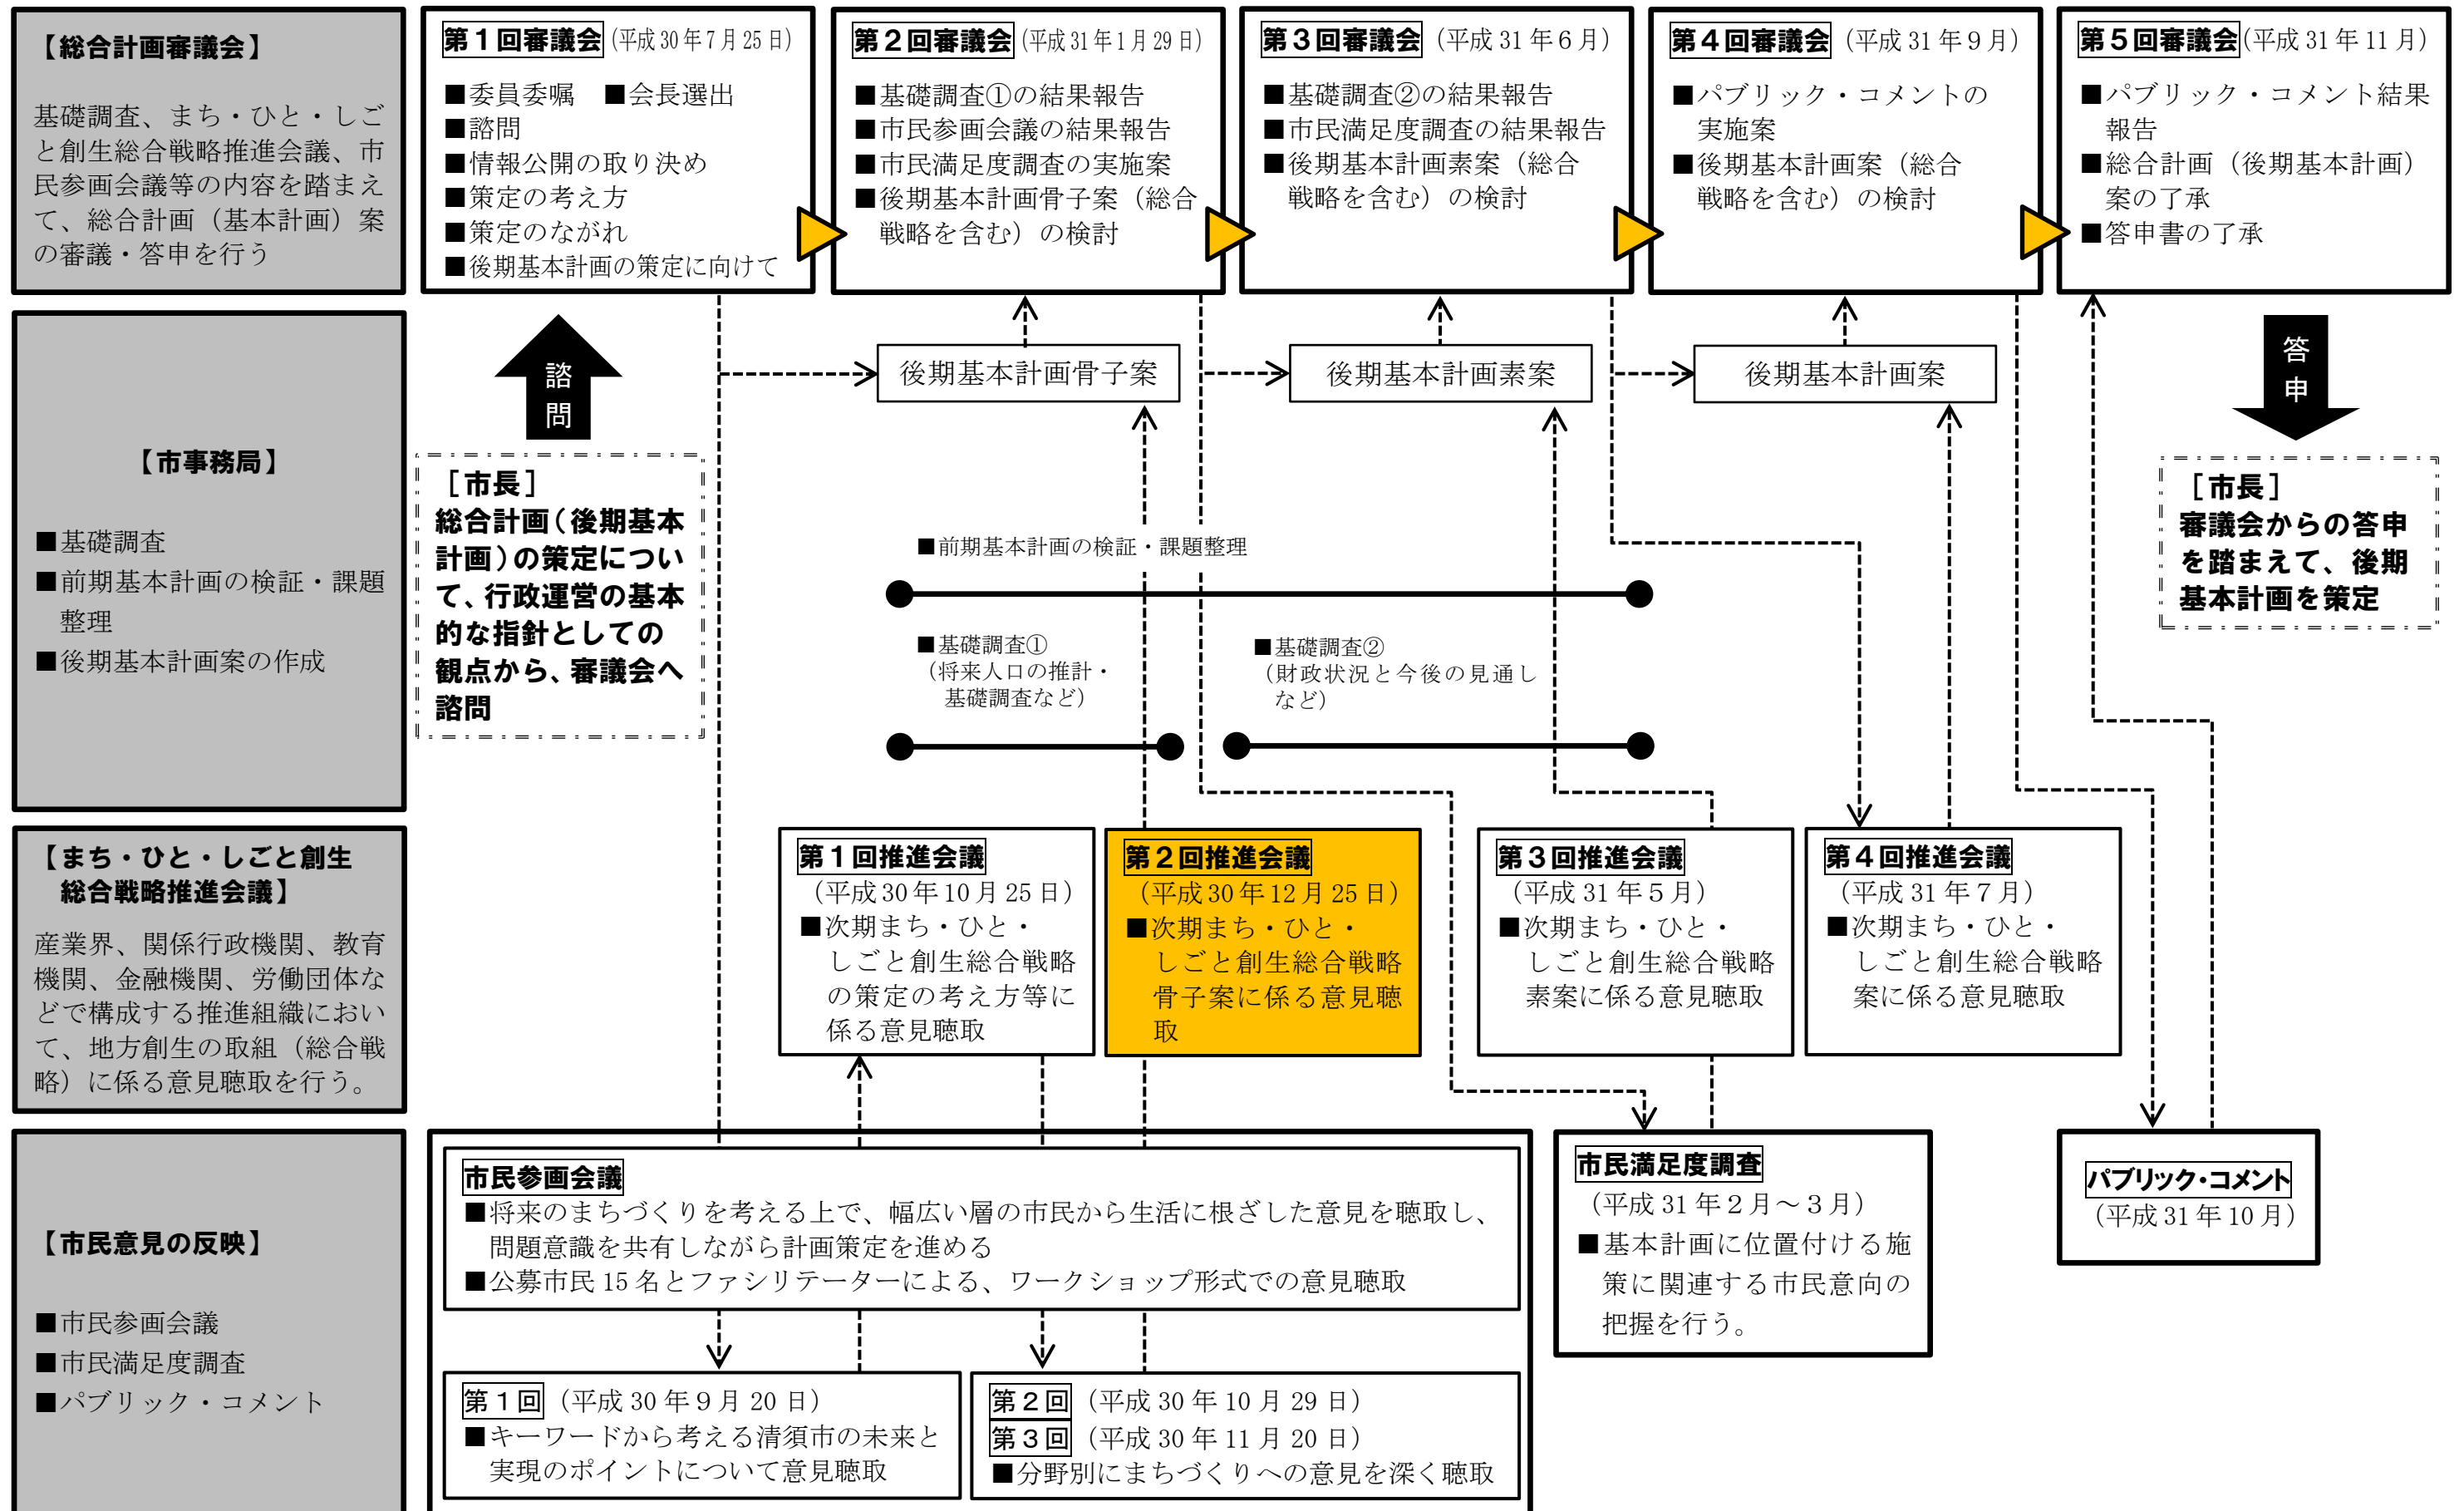 【総合計画審議会】
基礎調査、まち・ひと・しご
と創生総合戦略推進会議、市
民参画会議等の内容を踏まえ
て、総合計画（基本計画）案
の審議・答申を行う
第１回審議会（平成30年7月25日）
■委員委嘱　■会長選出
■諮問
■情報公開の取り決め
■策定の考え方
■策定のながれ
■後期基本計画の策定に向けて
第２回審議会（平成31年1月29日）
■基礎調査①の結果報告
■市民参画会議の結果報告
■市民満足度調査の実施案
■後期基本計画骨子案（総合
戦略を含む）の検討
第３回審議会（平成31年6月）
■基礎調査②の結果報告
■市民満足度調査の結果報告
■後期基本計画素案（総合
戦略を含む）の検討
第４回審議会（平成31年9月）
■パブリック・コメントの
実施案
■後期基本計画案（総合
戦略を含む）の検討
第５回審議会（平成31年11月）
■パブリック・コメント結果
報告
■総合計画（後期基本計画）
案の了承
■答申書の了承
【市事務局】
■基礎調査
■前期基本計画の検証・課題
整理
■後期基本計画案の作成
諮
問
［市長］
総合計画（後期基本
計画）の策定につい
て、行政運営の基本
的な指針としての
観点から、審議会へ
諮問
後期基本計画骨子案
後期基本計画素案
後期基本計画案
■前期基本計画の検証・課題整理
■基礎調査①
（将来人口の推計・
基礎調査など）
■基礎調査②
（財政状況と今後の見通し
など）
答
申
［市長］
審議会からの答申
を踏まえて、後期
基本計画を策定
【まち・ひと・しごと創生
総合戦略推進会議】
産業界、関係行政機関、教育
機関、金融機関、労働団体な
どで構成する推進組織におい
て、地方創生の取組（総合戦
略）に係る意見聴取を行う。
第１回推進会議
（平成30年10月25日）
■次期まち・ひと・
しごと創生総合戦略
の策定の考え方等に
係る意見聴取
第２回推進会議
（平成30年12月25日）
■次期まち・ひと・
しごと創生総合戦略
骨子案に係る意見聴
取
第３回推進会議
（平成31年５月）
■次期まち・ひと・
しごと創生総合戦略
素案に係る意見聴取
第４回推進会議
（平成31年７月）
■次期まち・ひと・
しごと創生総合戦略
案に係る意見聴取
【市民意見の反映】
■市民参画会議
■市民満足度調査
■パブリック・コメント
市民参画会議
■将来のまちづくりを考える上で、幅広い層の市民から生活に根ざした意見を聴取し、
問題意識を共有しながら計画策定を進める
■公募市民15名とファシリテーターによる、ワークショップ形式での意見聴取
第１回（平成30年９月20日）
■キーワードから考える清須市の未来と
実現のポイントについて意見聴取
第２回（平成30年10月29日）
第３回（平成30年11月20日）
■分野別にまちづくりへの意見を深く聴取
市民満足度調査
（平成31年２月～３月）
■基本計画に位置付ける施
策に関連する市民意向の
把握を行う。
パブリック・コメント
（平成31年10月）